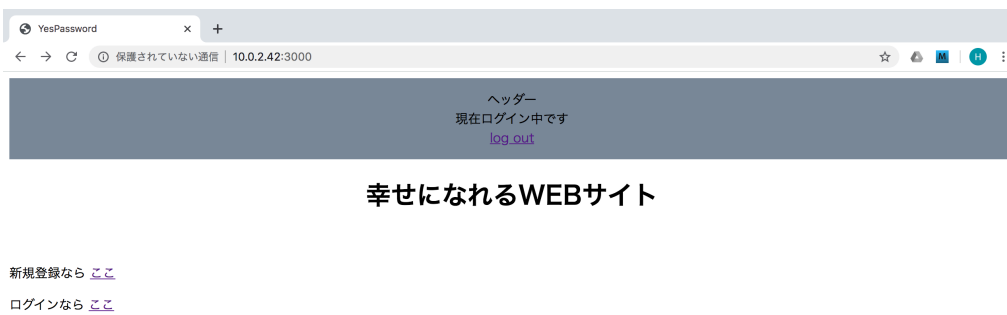 YesPassword
保護されていない通信 | 10.0.2.42:3000
M
H
ヘッダー
現在ログイン中です
log out
幸せになれるWEBサイト
新規登録なら ここ
ログインなら ここ